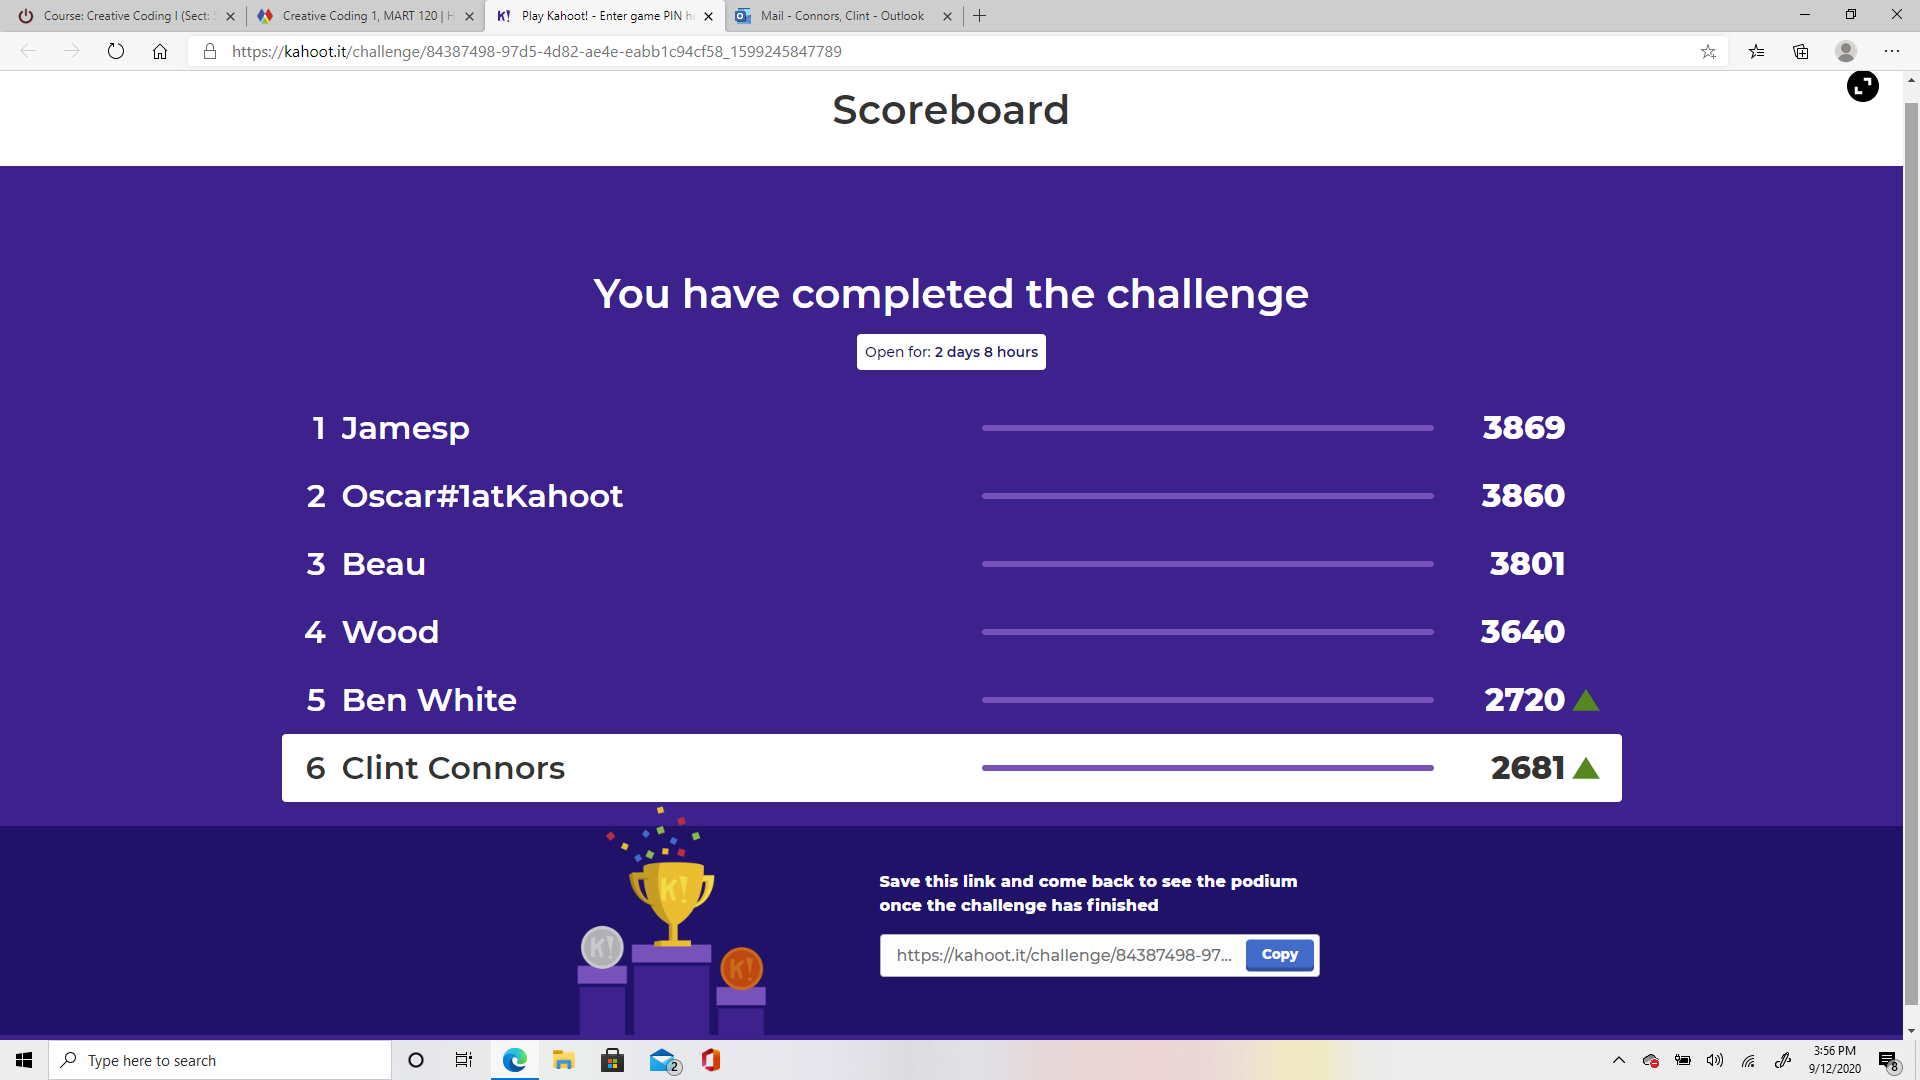 Course: Creative Coding I (Sect:
Creative Coding 1, MART 120 | H
K! Play Kahoot! - Enter game PIN he
Mail - Connors, Clint - Outlook
https://kahoot.it/challenge/84387498-97d5-4d82-ae4e-eabb1c94cf58_1599245847789
Scoreboard
You have completed the challenge
Open for: 2 days 8 hours
1 Jamesp 3869
2 Oscar#1atKahoot 3860
3 Beau 3801
4 Wood 3640
5 Ben White 2720
6 Clint Connors 2681
K!
K!
K!
Save this link and come back to see the podium
once the challenge has finished
https://kahoot.it/challenge/84387498-97... Copy
Type here to search
2
3:56 PM
9/12/2020
8